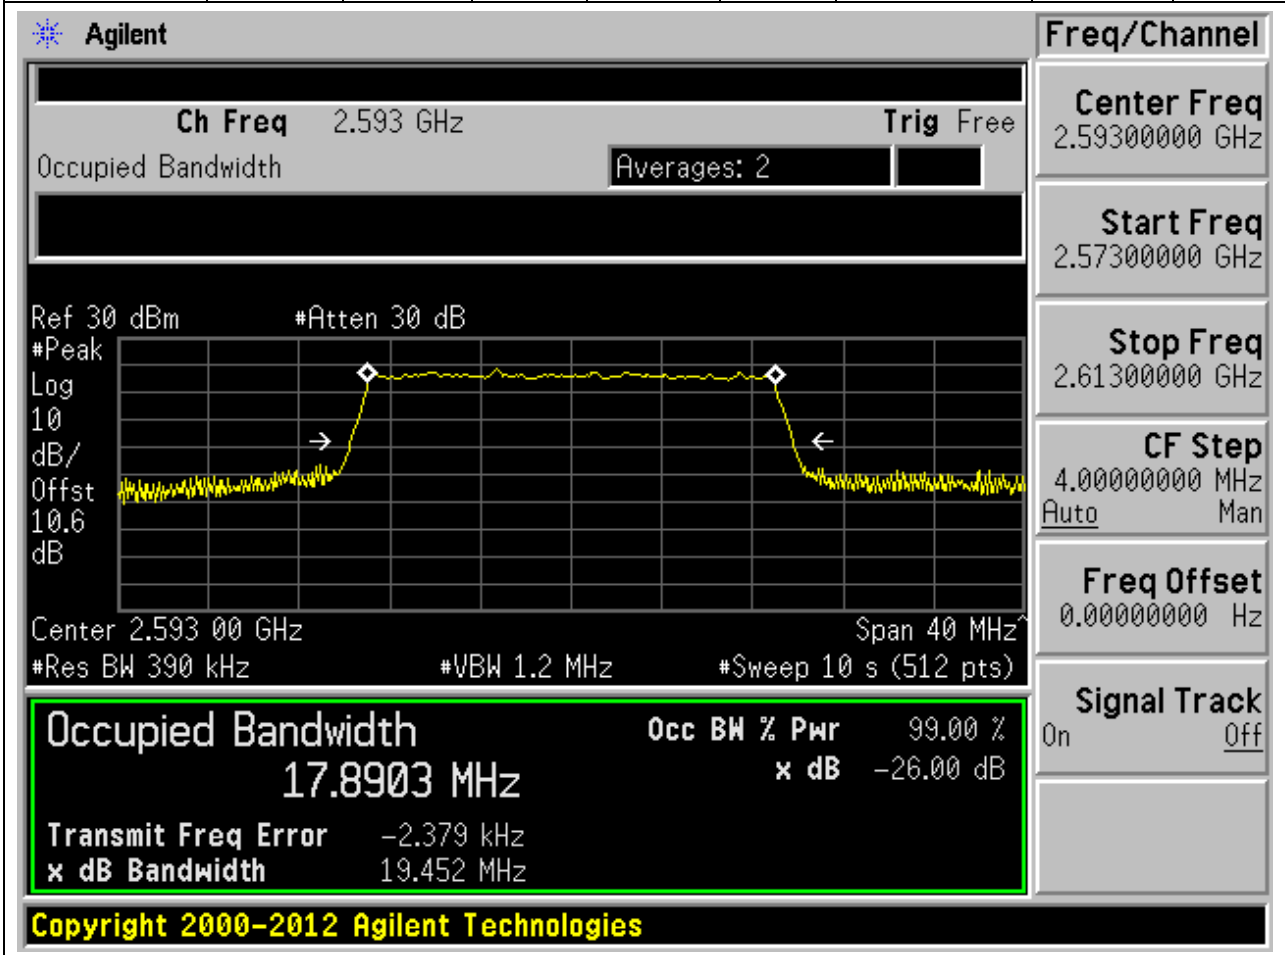 Agilent
Ch Freq 2.593 GHz Trig Free
Occupied Bandwidth Averages: 2
Ref 30 dBm #Atten 30 dB
#Peak
Log
10
dB/
Offst
10.6
dB
Center 2.593 00 GHz Span 40 MHz^
#Res BW 390 kHz #VBW 1.2 MHz #Sweep 10 s (512 pts)
Occupied Bandwidth Occ BW % Pwr 99.00 %
17.8903 MHz x dB -26.00 dB
Transmit Freq Error -2.379 kHz
x dB Bandwidth 19.452 MHz
Copyright 2000-2012 Agilent Technologies
Freq/Channel
Center Freq
2.59300000 GHz
Start Freq
2.57300000 GHz
Stop Freq
2.61300000 GHz
CF Step
4.00000000 MHz
Auto Man
Freq Offset
0.00000000 Hz
Signal Track
On Off